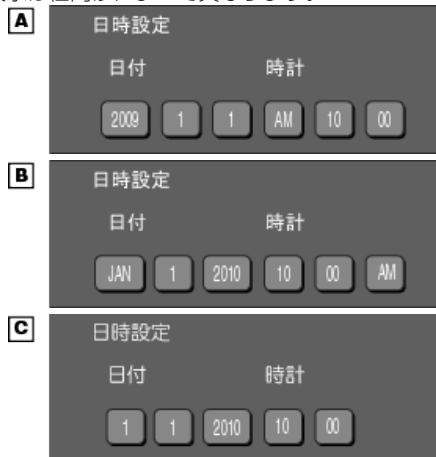 A 日時設定
日付 時計
2009 1 1 AM 10 00
B 日時設定
日付 時計
JAN 1 2010 10 00 AM
C 日時設定
日付 時計
1 1 2010 10 00